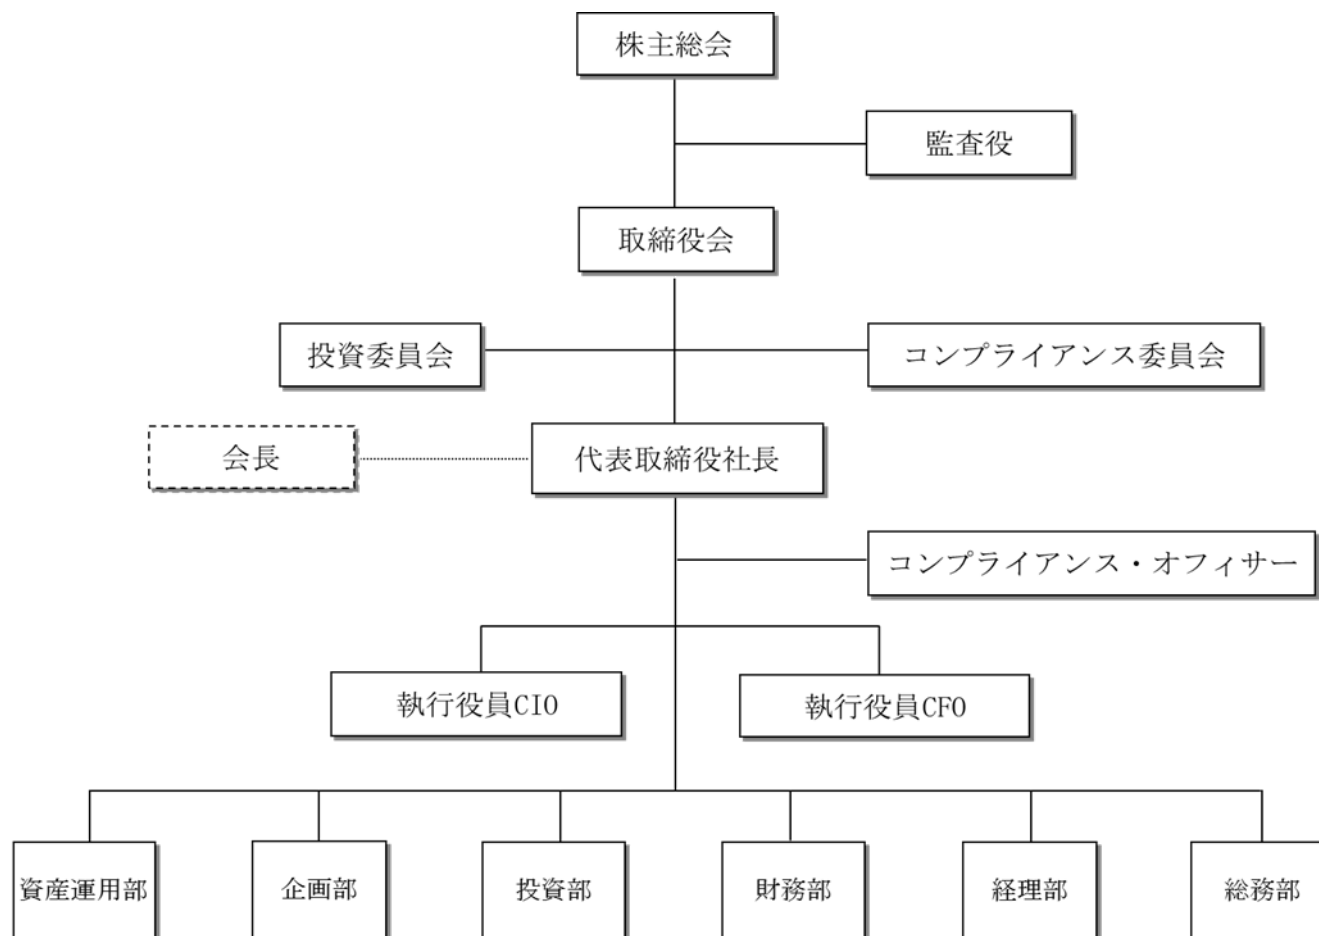 株主総会
監査役
取締役会
投資委員会
コンプライアンス委員会
会長
代表取締役社長
コンプライアンス・オフィサー
執行役員CIO
執行役員CFO
資産運用部
企画部
投資部
財務部
経理部
総務部